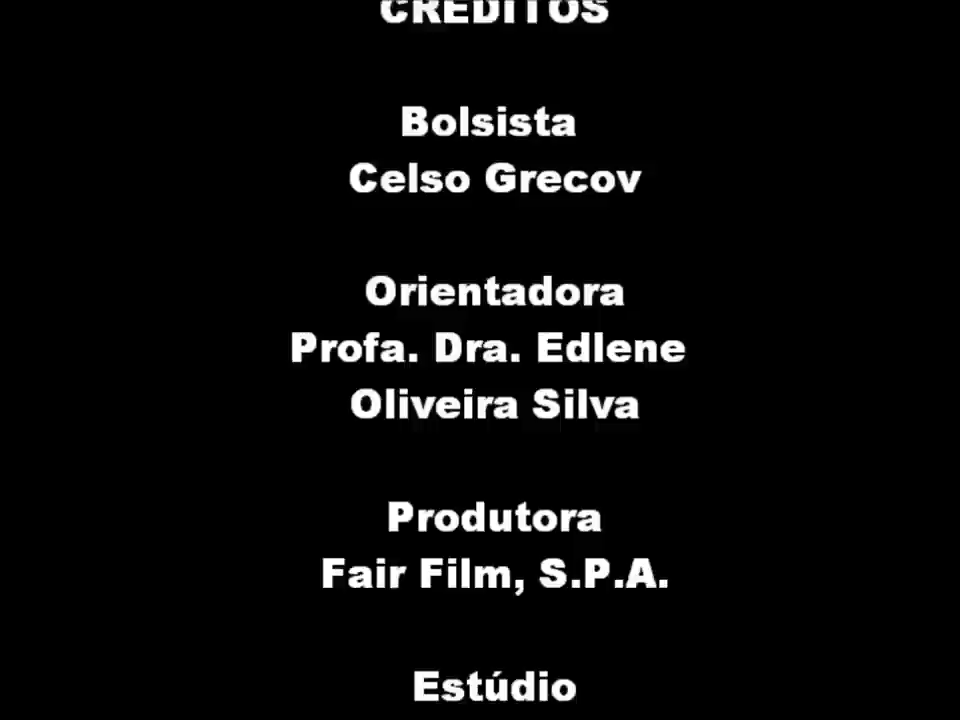 CRÉDITOS
Bolsista
Celso Grecov
Orientadora
Profa. Dra. Edlene
Oliveira Silva
Produtora
Fair Film, S.P.A.
Estúdio